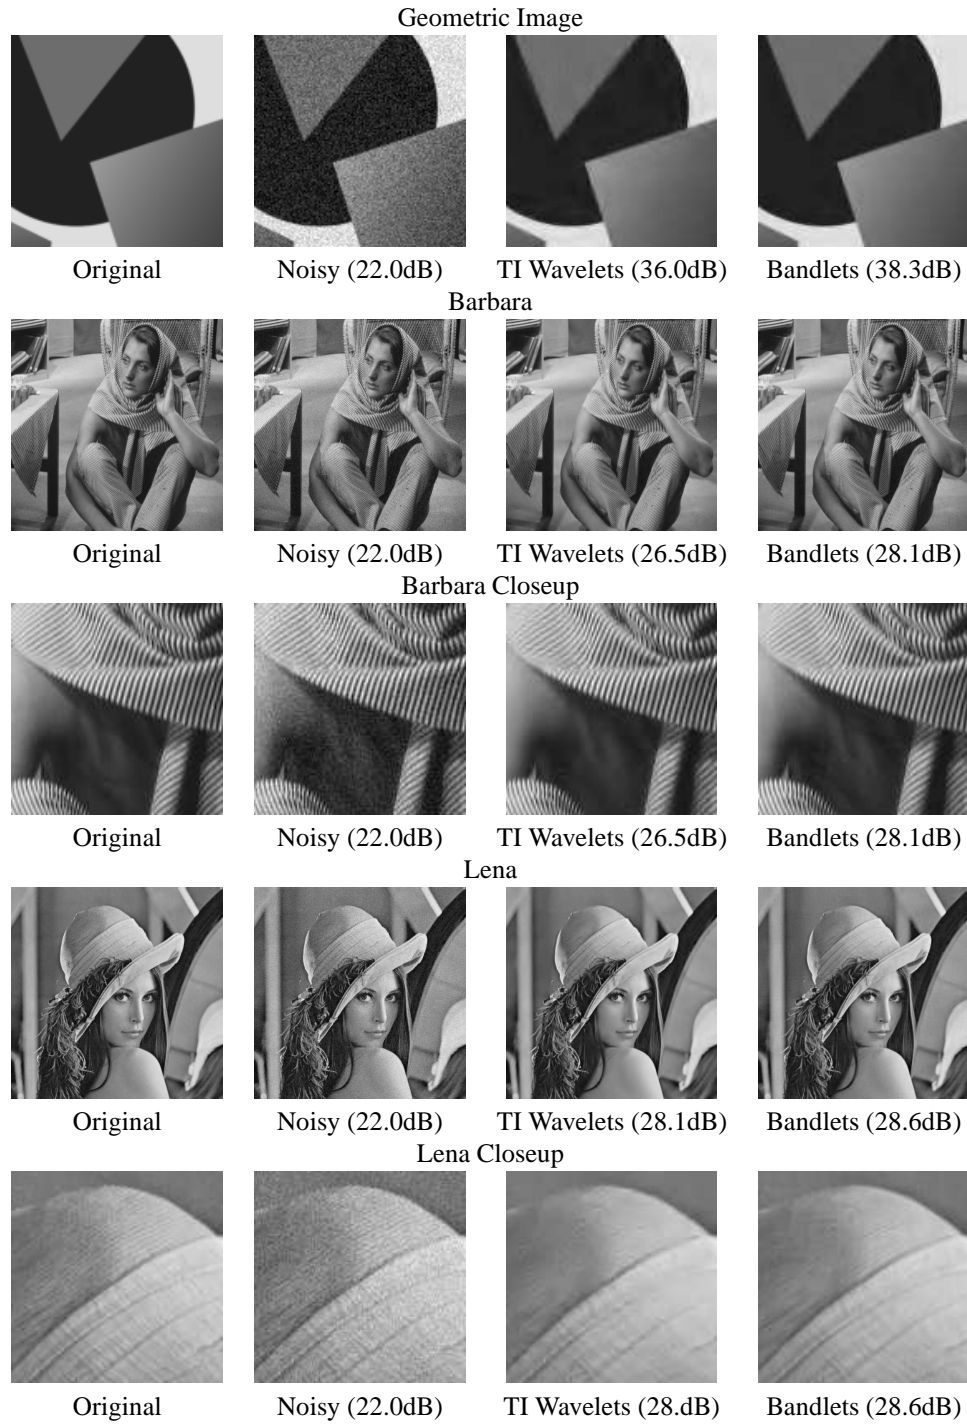 Geometric Image
Original Noisy (22.0dB) TI Wavelets (36.0dB) Bandlets (38.3dB)
Barbara
Original Noisy (22.0dB) TI Wavelets (26.5dB) Bandlets (28.1dB)
Barbara Closeup
Original Noisy (22.0dB) TI Wavelets (26.5dB) Bandlets (28.1dB)
Lena
Original Noisy (22.0dB) TI Wavelets (28.1dB) Bandlets (28.6dB)
Lena Closeup
Original Noisy (22.0dB) TI Wavelets (28.dB) Bandlets (28.6dB)